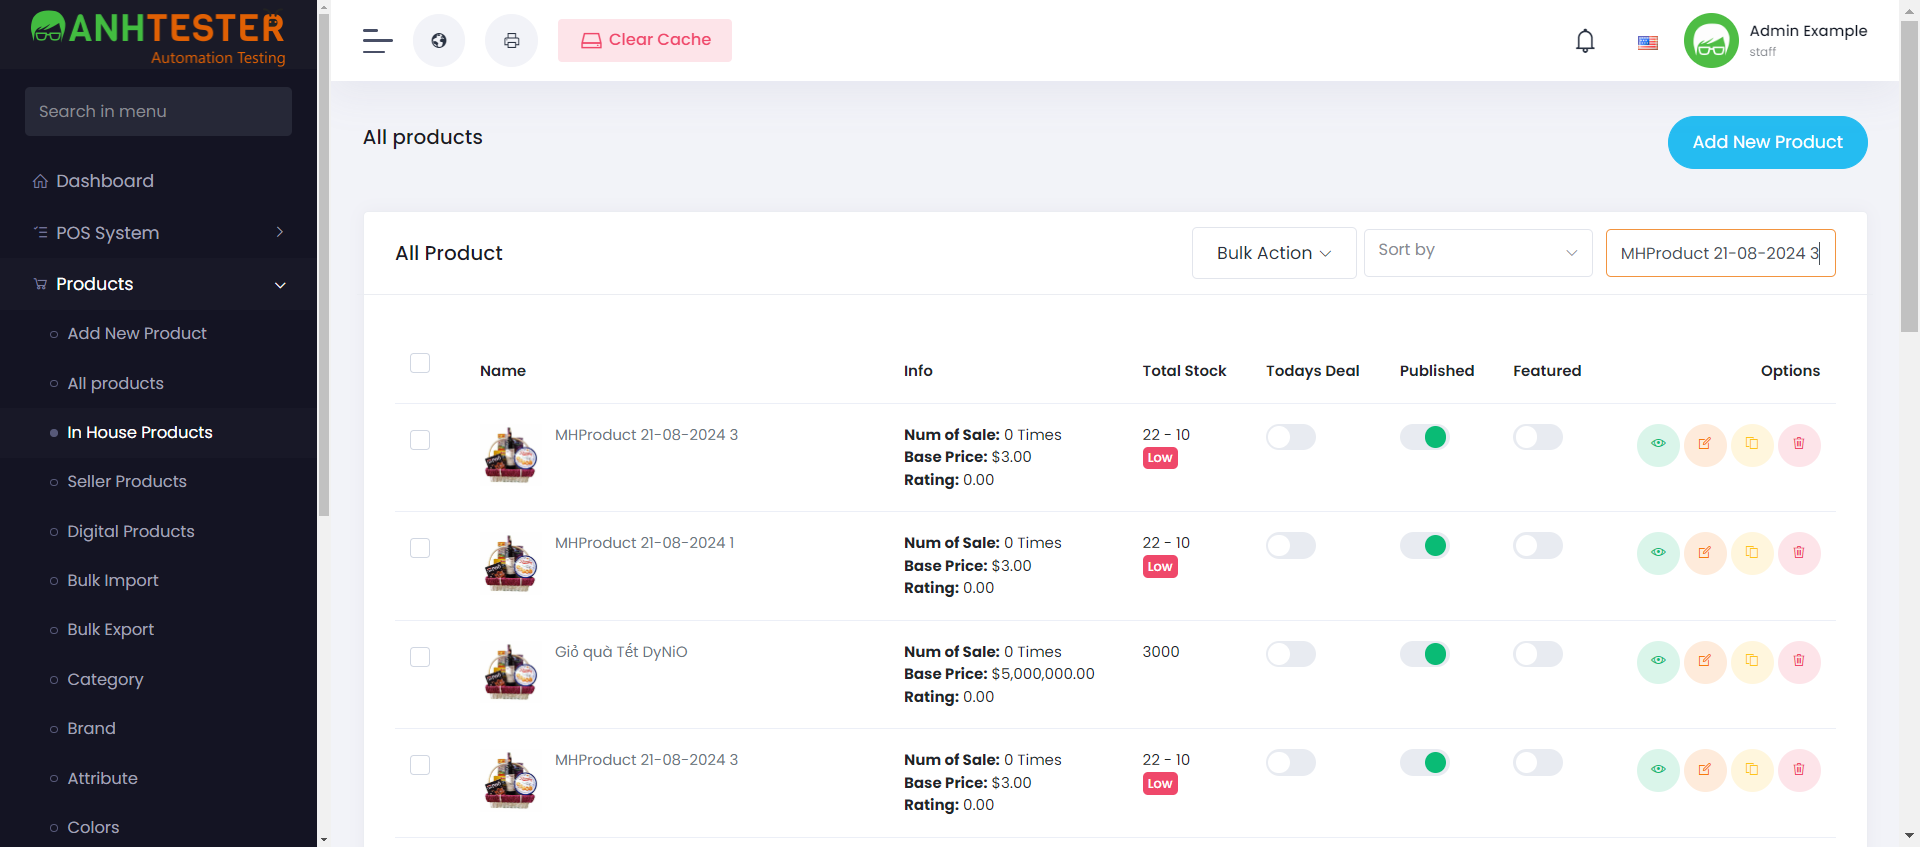 ANHTESTER
Automation Testing
Search in menu
Dashboard
POS System
Products
Add New Product
All products
In House Products
Seller Products
Digital Products
Bulk Import
Bulk Export
Category
Brand
Attribute
Colors
Clear Cache
Admin Example
staff
All products
Add New Product
All Product
Bulk Action
Sort by
MHProduct 21-08-2024 3
Name Info Total Stock Todays Deal Published Featured Options
MHProduct 21-08-2024 3
Num of Sale: 0 Times
Base Price: $3.00
Rating: 0.00
22 - 10
Low
MHProduct 21-08-2024 1
Num of Sale: 0 Times
Base Price: $3.00
Rating: 0.00
22 - 10
Low
Giỏ quà Tết DyNiO
Num of Sale: 0 Times
Base Price: $5,000,000.00
Rating: 0.00
3000
MHProduct 21-08-2024 3
Num of Sale: 0 Times
Base Price: $3.00
Rating: 0.00
22 - 10
Low